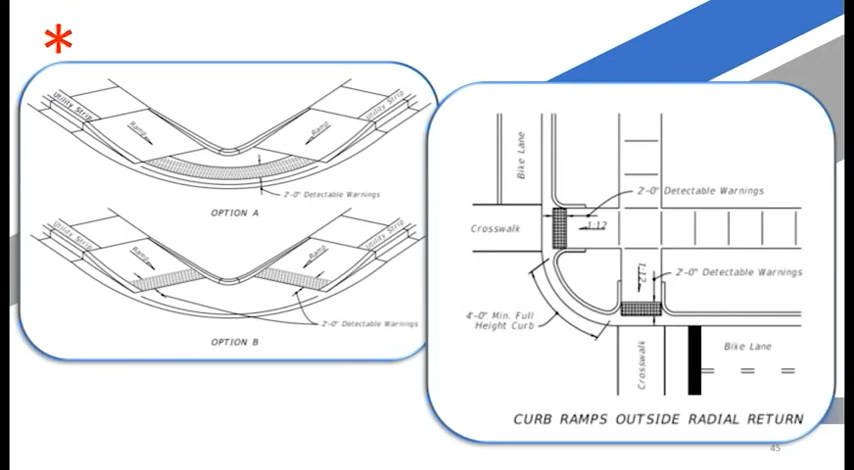 *
Utility Strip
Utility Strip
Ramp
Ramp
2'-0" Detectable Warnings
OPTION A
Utility Strip
Utility Strip
Ramp
Ramp
2'-0" Detectable Warnings
OPTION B
Bike Lane
2'-0" Detectable Warnings
Crosswalk
1:12
1:12
2'-0" Detectable Warnings
4'-0" Min. Full
Height Curb
Crosswalk
Bike Lane
CURB RAMPS OUTSIDE RADIAL RETURN
45